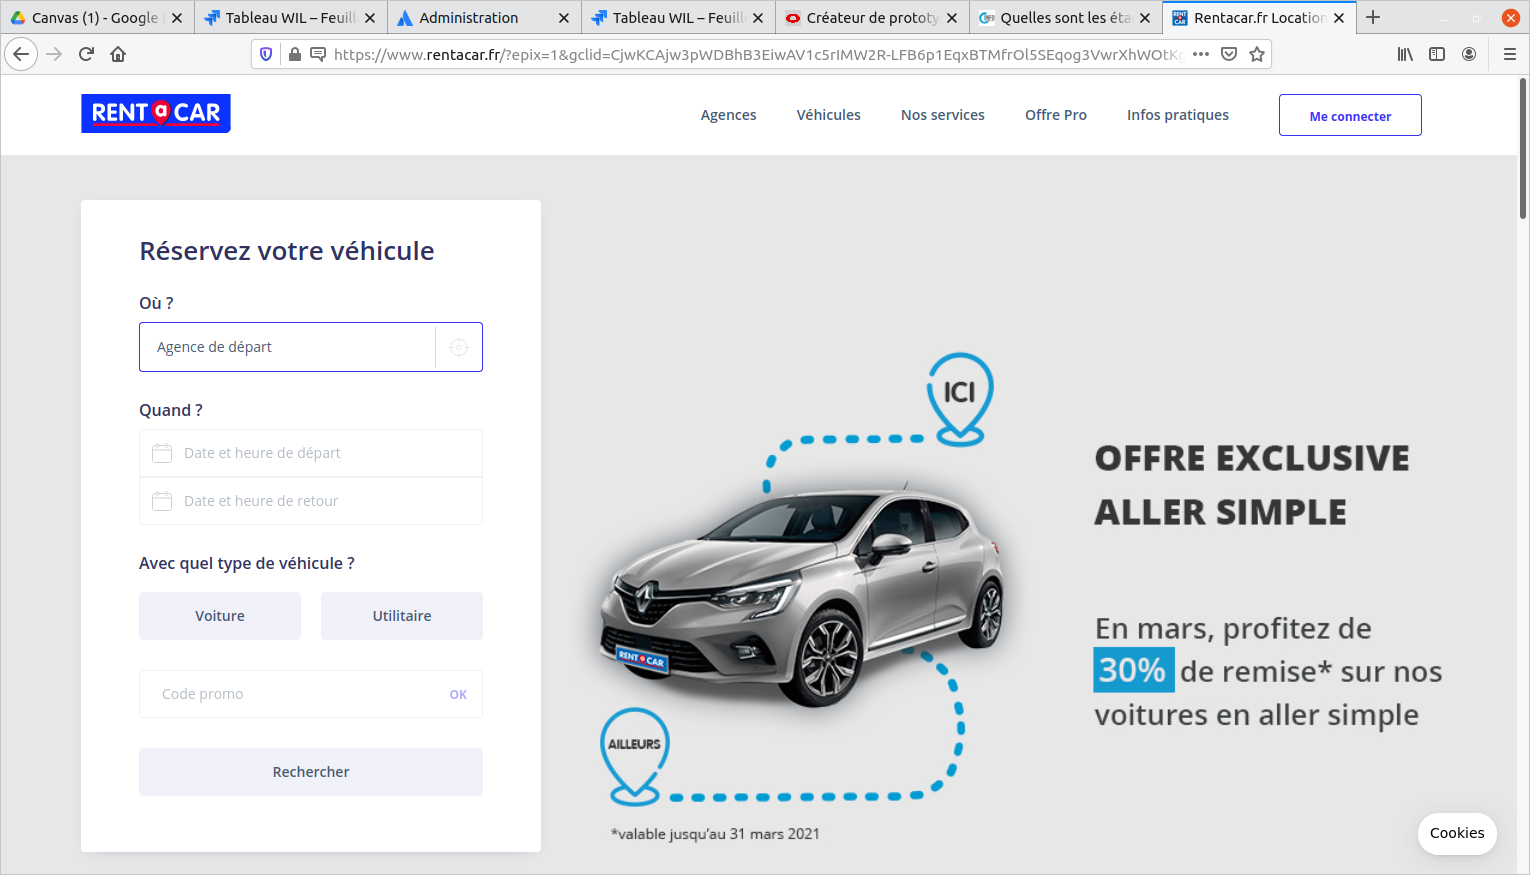 Canvas (1) - Google
Tableau WIL – Feuill
Administration
Tableau WIL – Feuill
Créateur de prototy
Quelles sont les éta
Rentacar.fr Location
https://www.rentacar.fr/?epix=1&gclid=CjwKCAjw3pWDBhB3EiwAV1c5rIMW2R-LFB6p1EqxBTMfrOl5SEqog3VwrXhWOtKg
RENT a CAR
Agences
Véhicules
Nos services
Offre Pro
Infos pratiques
Me connecter
Réservez votre véhicule
Où ?
Agence de départ
Quand ?
Date et heure de départ
Date et heure de retour
Avec quel type de véhicule ?
Voiture
Utilitaire
Code promo
OK
Rechercher
ICI
RENT a CAR
AILLEURS
*valable jusqu'au 31 mars 2021
OFFRE EXCLUSIVE
ALLER SIMPLE
En mars, profitez de
30% de remise* sur nos
voitures en aller simple
Cookies